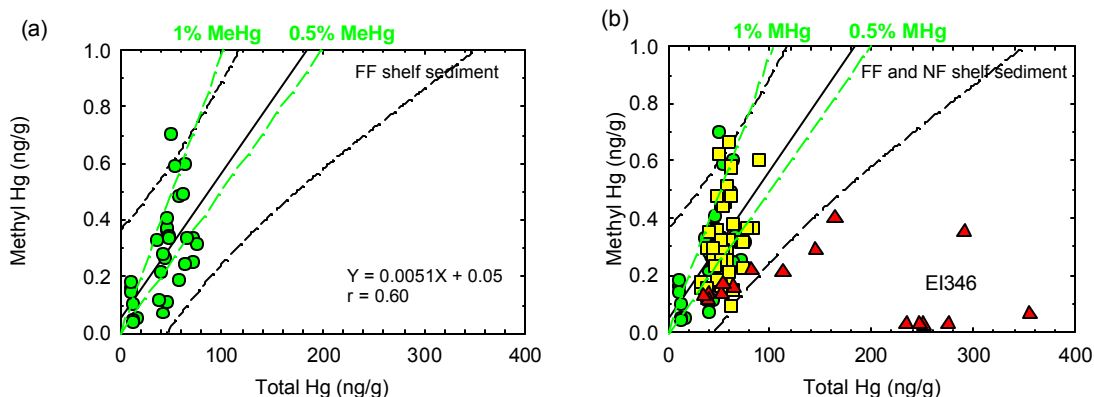 (a)
1% MeHg 0.5% MeHg
1.0
0.8
0.6
0.4
0.2
0.0
Methyl Hg (ng/g)
FF shelf sediment
Y = 0.0051X + 0.05
r = 0.60
0 100 200 300 400
Total Hg (ng/g)
(b)
1% MHg 0.5% MHg
1.0
0.8
0.6
0.4
0.2
0.0
Methyl Hg (ng/g)
FF and NF shelf sediment
EI346
0 100 200 300 400
Total Hg (ng/g)